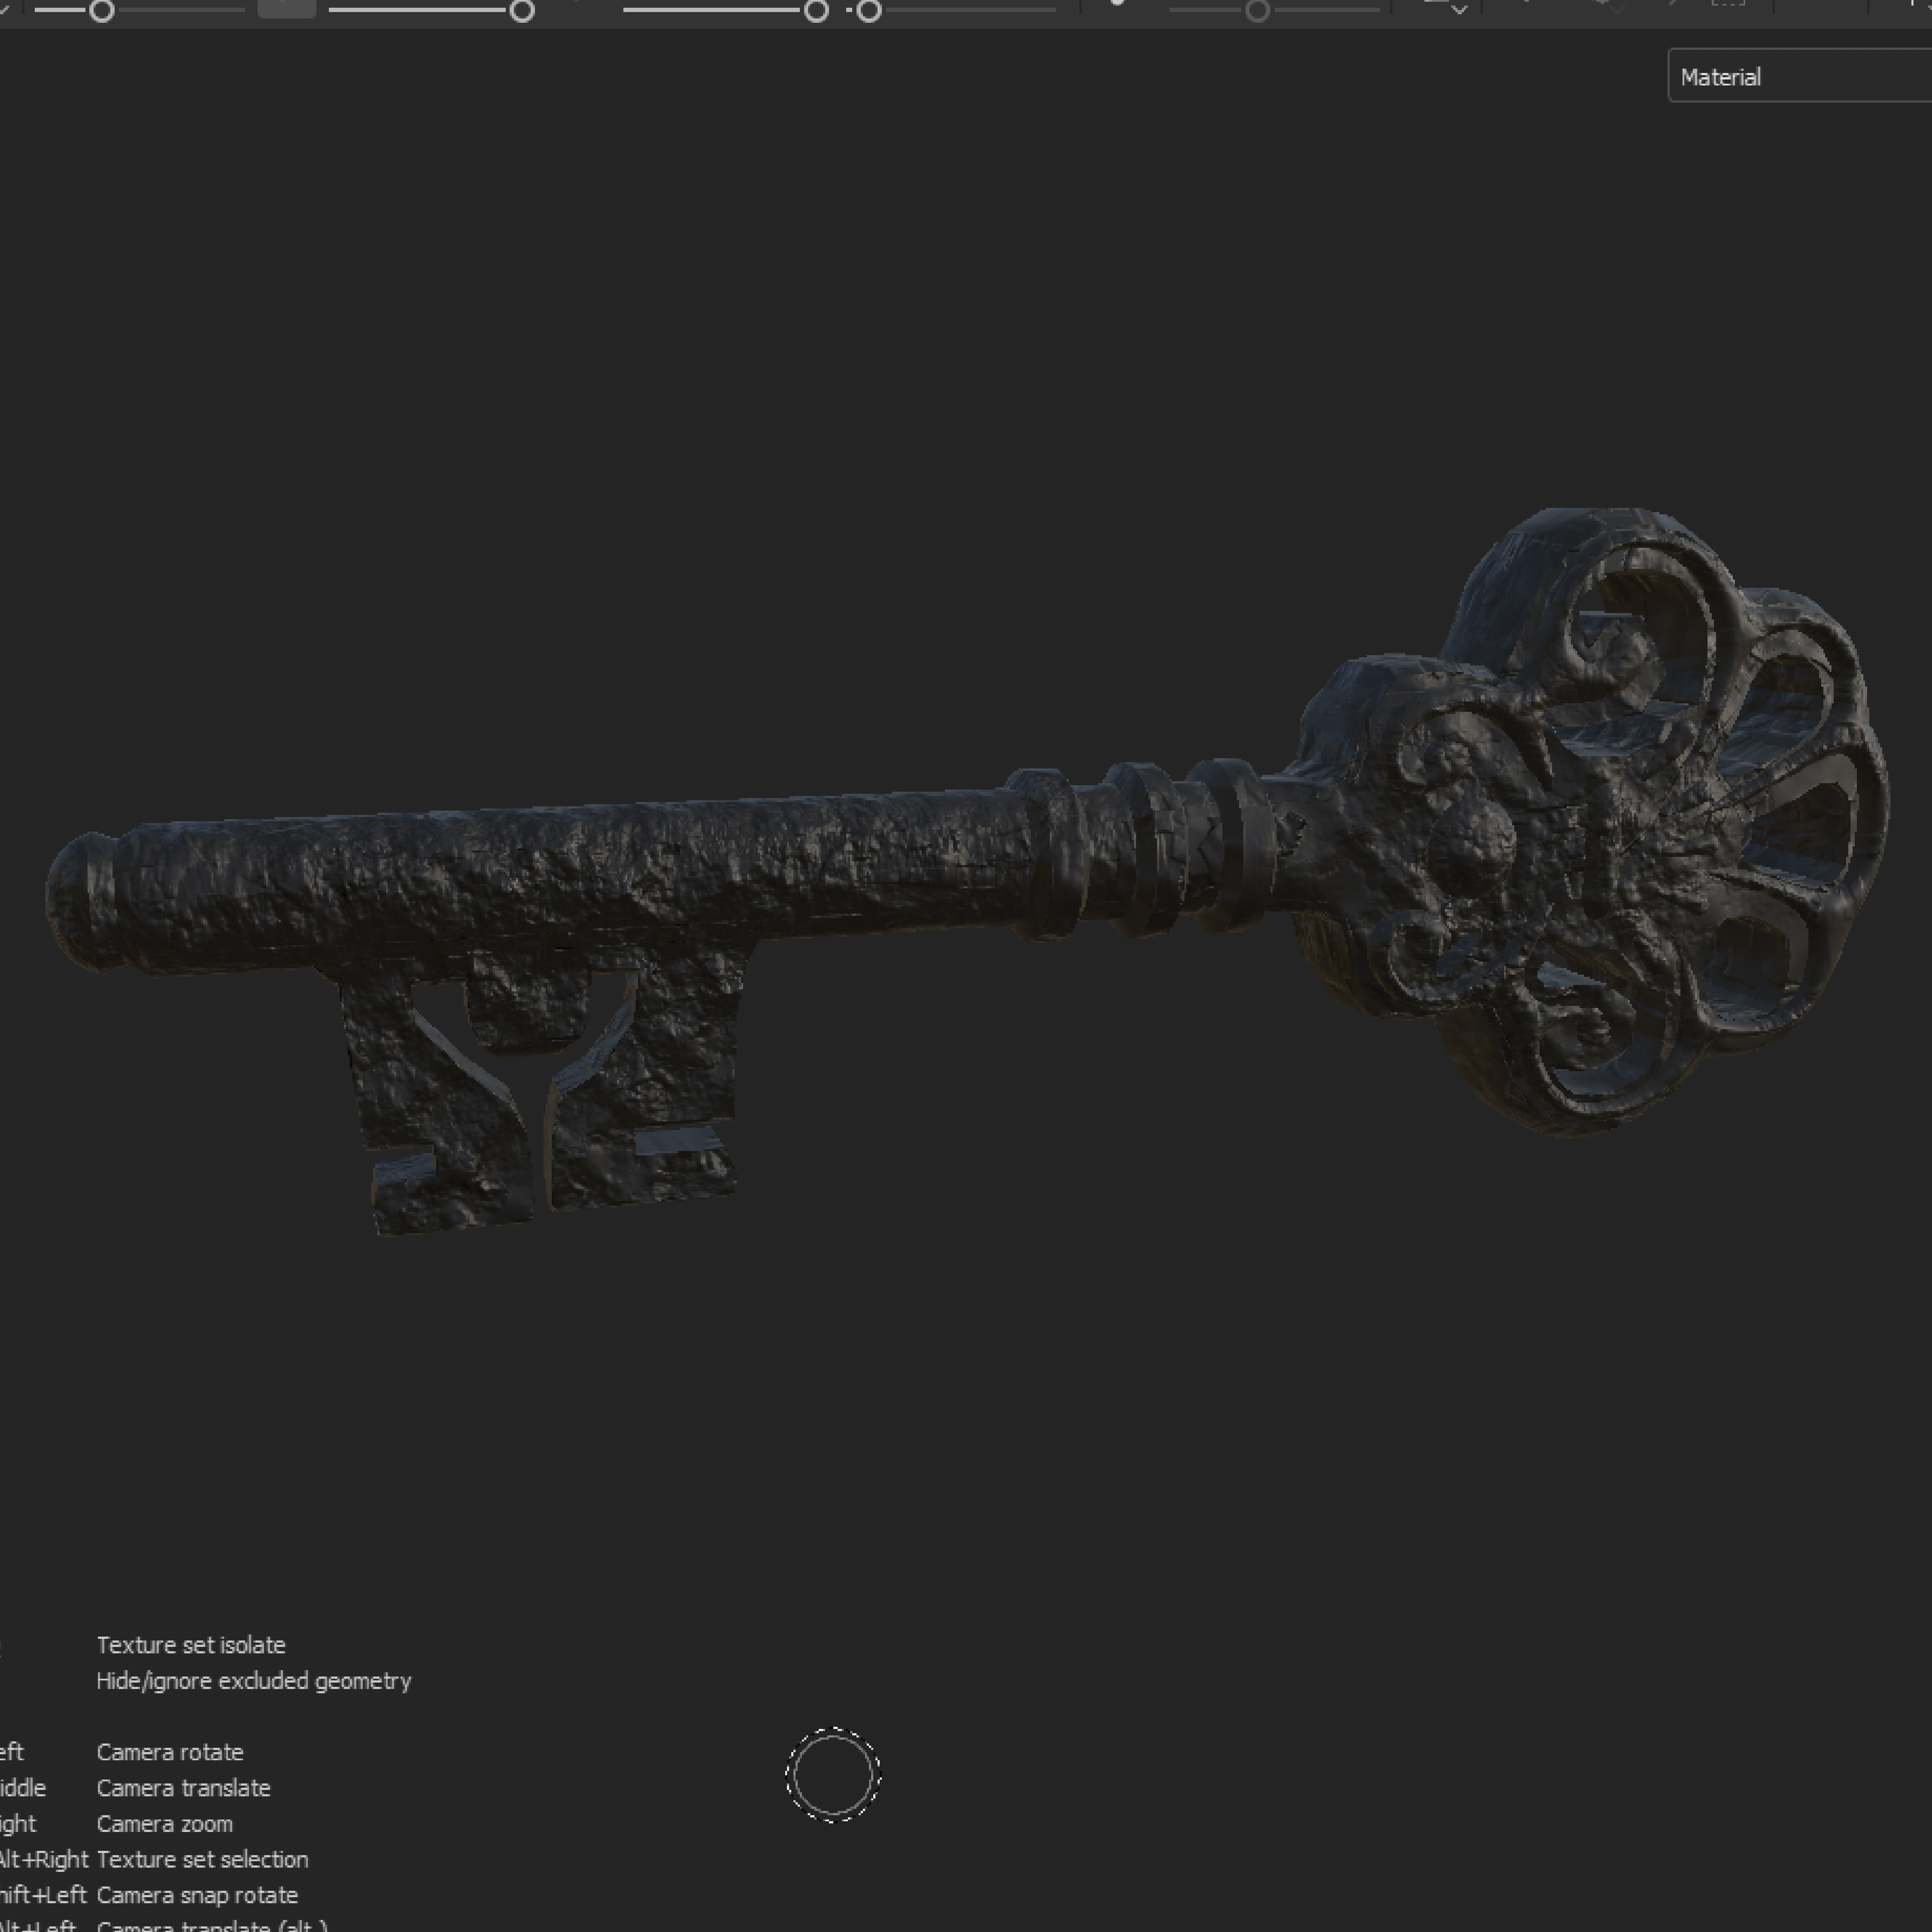 Material
Texture set isolate
Hide/ignore excluded geometry
eft Camera rotate
iddle Camera translate
ight Camera zoom
Alt+Right Texture set selection
hift+Left Camera snap rotate
Alt+Left Camera translate (alt.)